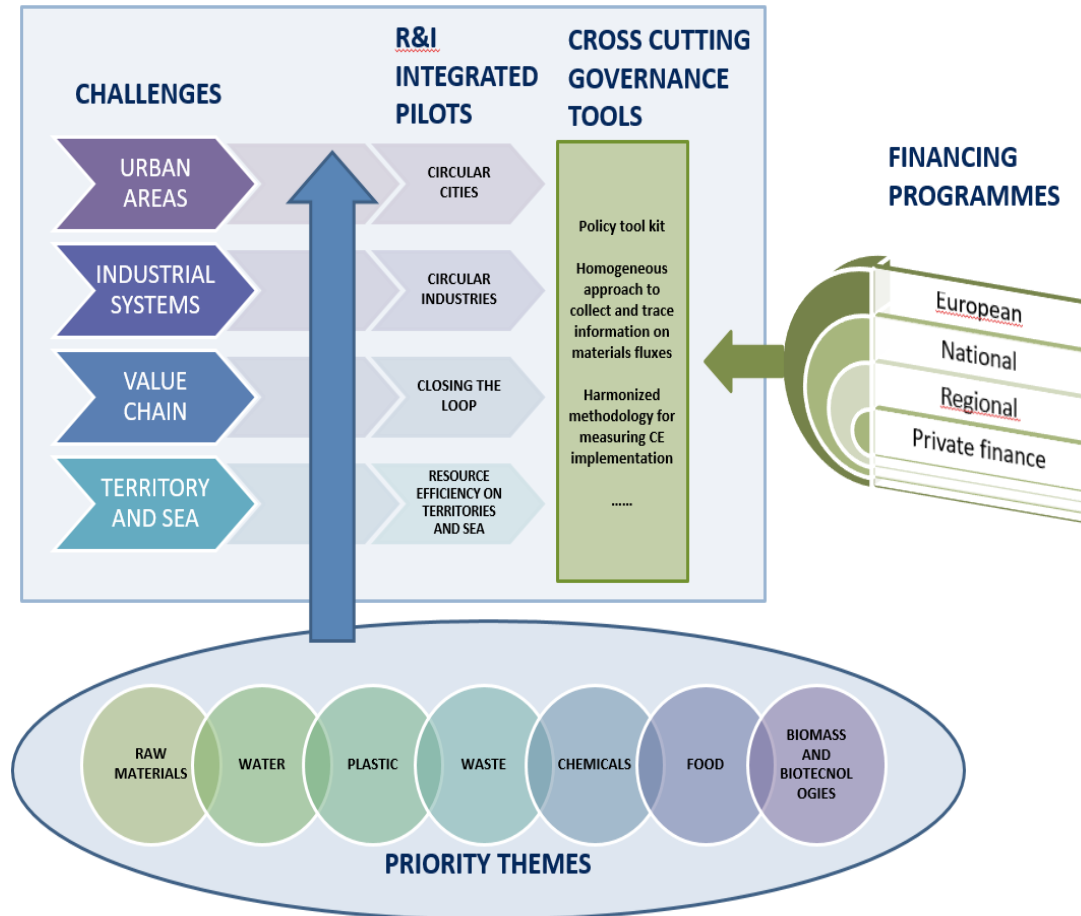 CHALLENGES
R&I
INTEGRATED
PILOTS
CROSS CUTTING
GOVERNANCE
TOOLS
URBAN
AREAS
CIRCULAR
CITIES
INDUSTRIAL
SYSTEMS
CIRCULAR
INDUSTRIES
VALUE
CHAIN
CLOSING THE
LOOP
TERRITORY
AND SEA
RESOURCE
EFFICIENCY ON
TERRITORIES
AND SEA
Policy tool kit
Homogeneous
approach to
collect and trace
information on
materials fluxes
Harmonized
methodology for
measuring CE
implementation
......
FINANCING
PROGRAMMES
European
National
Regional
Private finance
RAW
MATERIALS
WATER
PLASTIC
WASTE
CHEMICALS
FOOD
BIOMASS
AND
BIOTECNOL
OGIES
PRIORITY THEMES